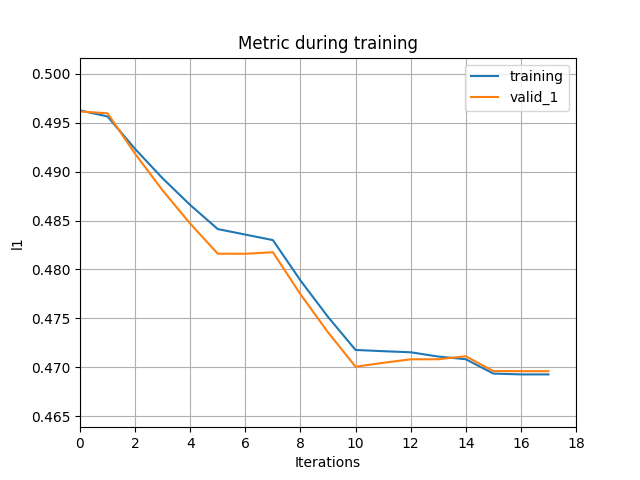 Metric during training
0.500
0.495
0.490
0.485
0.480
0.475
0.470
0.465
l1
training
valid_1
0 2 4 6 8 10 12 14 16 18
Iterations